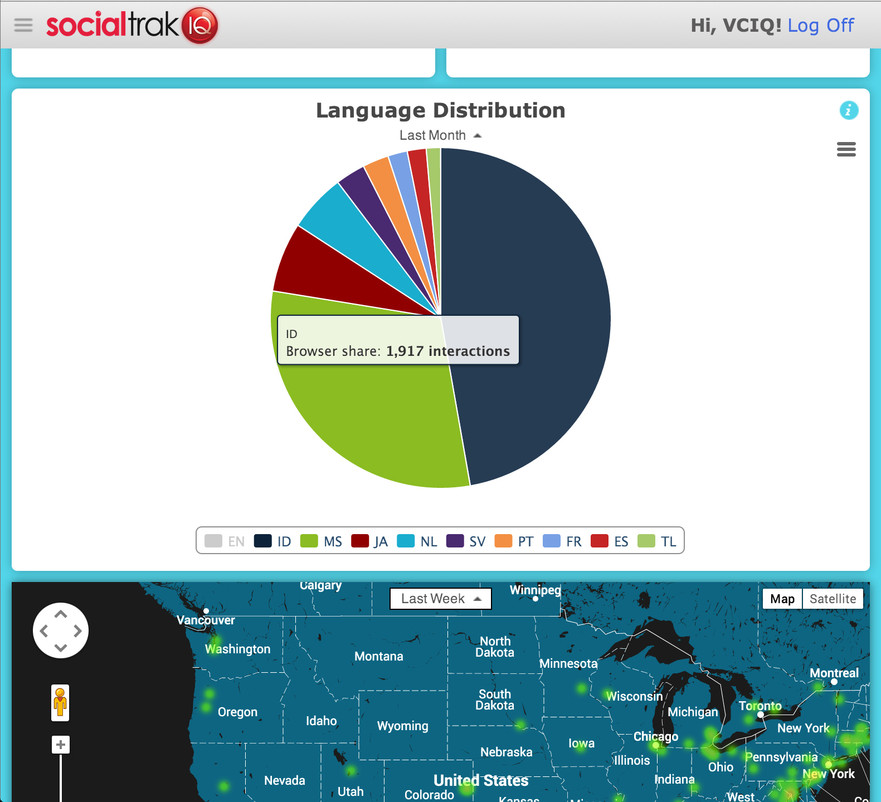 socialtrak IQ
Hi, VCIQ! Log Off
Language Distribution
i
Last Month
ID
Browser share: 1,917 interactions
EN ID MS JA NL SV PT FR ES TL
Last Week
Map Satellite
Calgary
Winnipeg
Vancouver
Washington
Montana
North
Dakota
Minnesota
Montreal
South
Dakota
Wisconsin
Oregon
Idaho
Wyoming
Michigan
Toronto
New York
Chicago
Iowa
Nebraska
Illinois
Ohio
Pennsylvania
New York
Nevada
Utah
United States
Colorado
Indiana
West
Kansas